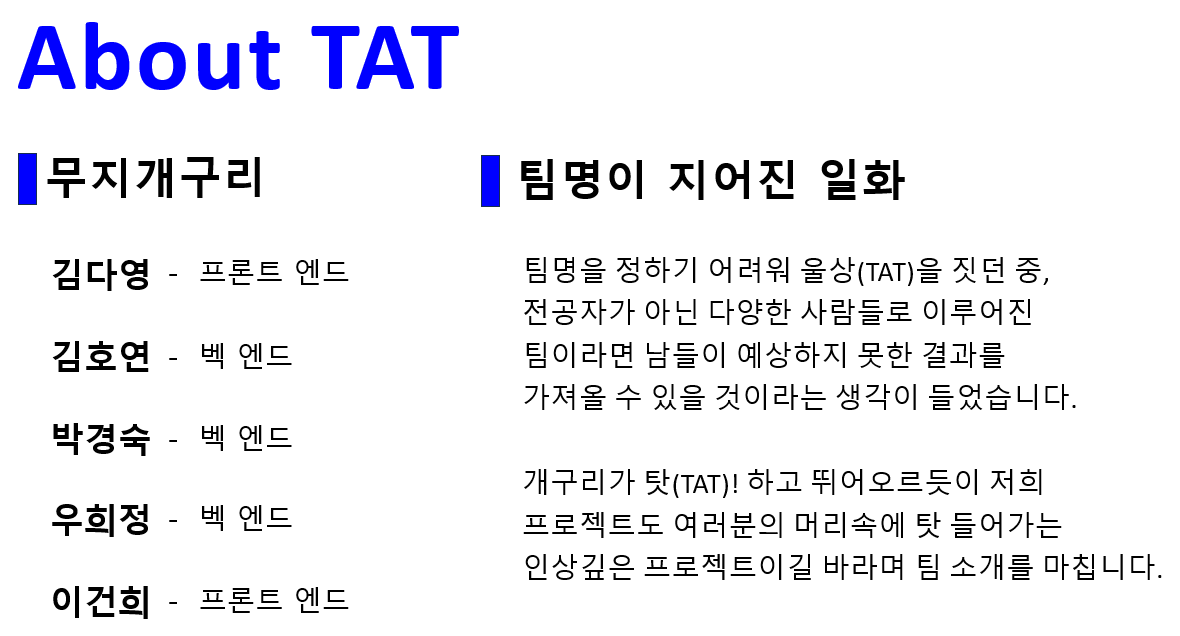 About TAT
무지개구리
김다영 - 프론트 엔드
김호연 - 벡 엔드
박경숙 - 벡 엔드
우희정 - 벡 엔드
이건희 - 프론트 엔드
팀명이 지어진 일화
팀명을 정하기 어려워 울상(TAT)을 짓던 중,
전공자가 아닌 다양한 사람들로 이루어진
팀이라면 남들이 예상하지 못한 결과를
가져올 수 있을 것이라는 생각이 들었습니다.
개구리가 탓(TAT)! 하고 뛰어오르듯이 저희
프로젝트도 여러분의 머리속에 탓 들어가는
인상깊은 프로젝트이길 바라며 팀 소개를 마칩니다.